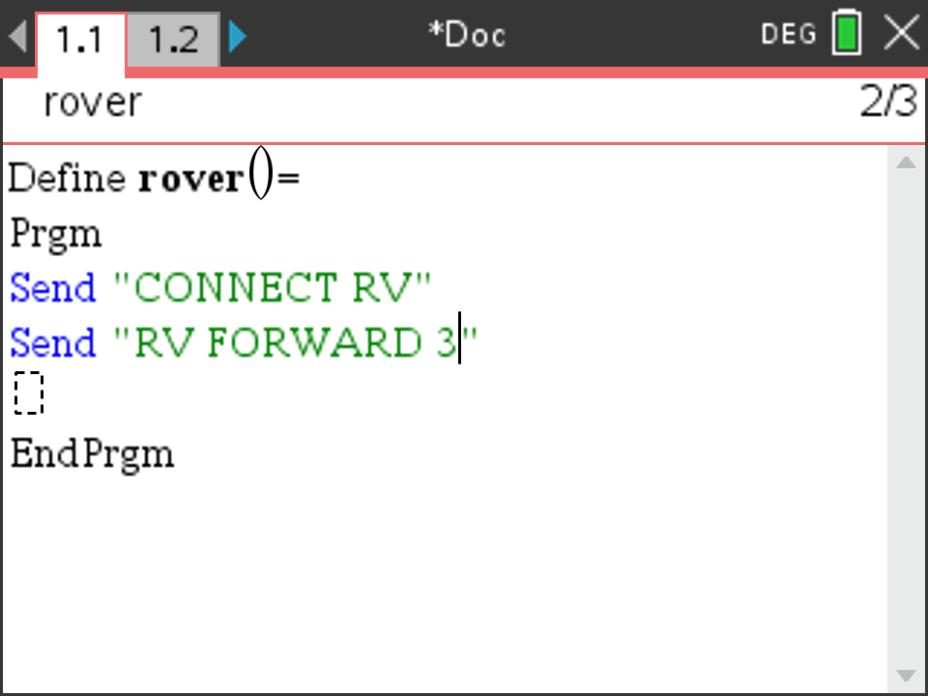 1.1 1.2 *Doc DEG
rover 2/3
Define rover()=
Prgm
Send "CONNECT RV"
Send "RV FORWARD 3"
EndPrgm